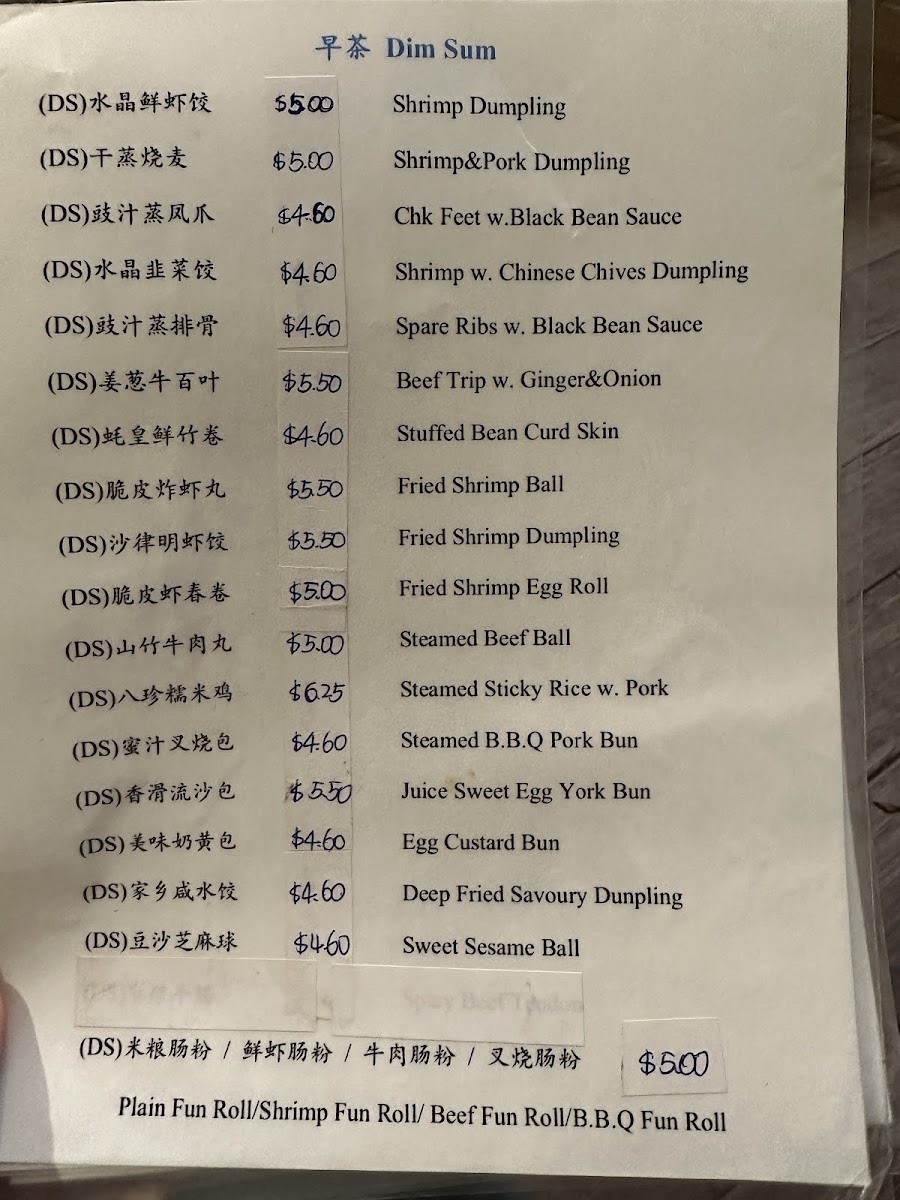 早茶 Dim Sum
(DS)水晶鲜虾饺 $5.00 Shrimp Dumpling
(DS)干蒸烧麦 $5.00 Shrimp&Pork Dumpling
(DS)豉汁蒸凤爪 $4.60 Chk Feet w.Black Bean Sauce
(DS)水晶韭菜饺 $4.60 Shrimp w. Chinese Chives Dumpling
(DS)豉汁蒸排骨 $4.60 Spare Ribs w. Black Bean Sauce
(DS)姜葱牛百叶 $5.50 Beef Trip w. Ginger&Onion
(DS)蚝皇鲜竹卷 $4.60 Stuffed Bean Curd Skin
(DS)脆皮炸虾丸 $5.50 Fried Shrimp Ball
(DS)沙律明虾饺 $5.50 Fried Shrimp Dumpling
(DS)脆皮虾春卷 $5.00 Fried Shrimp Egg Roll
(DS)山竹牛肉丸 $5.00 Steamed Beef Ball
(DS)八珍糯米鸡 $6.25 Steamed Sticky Rice w. Pork
(DS)蜜汁叉烧包 $4.60 Steamed B.B.Q Pork Bun
(DS)香滑流沙包 $5.50 Juice Sweet Egg York Bun
(DS)美味奶黄包 $4.60 Egg Custard Bun
(DS)家乡咸水饺 $4.60 Deep Fried Savoury Dunpling
(DS)豆沙芝麻球 $4.60 Sweet Sesame Ball
Spicy Beef Tendon
(DS)米粮肠粉 / 鲜虾肠粉 / 牛肉肠粉 / 叉烧肠粉 $5.00
Plain Fun Roll/Shrimp Fun Roll/ Beef Fun Roll/B.B.Q Fun Roll